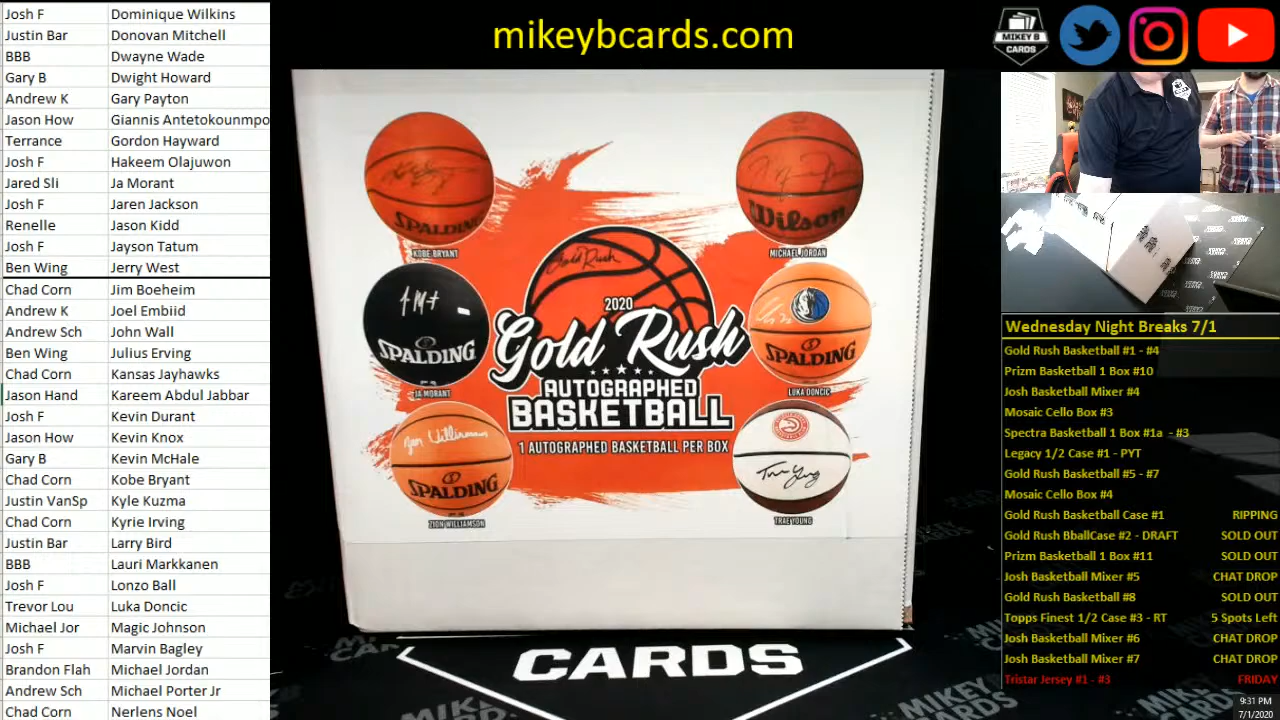 Josh F Dominique Wilkins
Justin Bar Donovan Mitchell
BBB Dwayne Wade
Gary B Dwight Howard
Andrew K Gary Payton
Jason How Giannis Antetokounmpo
Terrance Gordon Hayward
Josh F Hakeem Olajuwon
Jared Sli Ja Morant
Josh F Jaren Jackson
Renelle Jason Kidd
Josh F Jayson Tatum
Ben Wing Jerry West
Chad Corn Jim Boeheim
Andrew K Joel Embiid
Andrew Sch John Wall
Ben Wing Julius Erving
Chad Corn Kansas Jayhawks
Jason Hand Kareem Abdul Jabbar
Josh F Kevin Durant
Jason How Kevin Knox
Gary B Kevin McHale
Chad Corn Kobe Bryant
Justin VanSp Kyle Kuzma
Chad Corn Kyrie Irving
Justin Bar Larry Bird
BBB Lauri Markkanen
Josh F Lonzo Ball
Trevor Lou Luka Doncic
Michael Jor Magic Johnson
Josh F Marvin Bagley
Brandon Flah Michael Jordan
Andrew Sch Michael Porter Jr
Chad Corn Nerlens Noel
mikeybcards.com
MIKEY B
CARDS
SPALDING
KOBE BRYANT
Wilson
MICHAEL JORDAN
SPALDING
JA MORANT
SPALDING
LUKA DONCIC
Zion Williamson
SPALDING
ZION WILLIAMSON
Trae Young
TRAE YOUNG
Gold Rush
2020
Gold Rush
AUTOGRAPHED
BASKETBALL
1 AUTOGRAPHED BASKETBALL PER BOX
CARDS
Wednesday Night Breaks 7/1
Gold Rush Basketball #1 - #4
Prizm Basketball 1 Box #10
Josh Basketball Mixer #4
Mosaic Cello Box #3
Spectra Basketball 1 Box #1a - #3
Legacy 1/2 Case #1 - PYT
Gold Rush Basketball #5 - #7
Mosaic Cello Box #4
Gold Rush Basketball Case #1 RIPPING
Gold Rush BballCase #2 - DRAFT SOLD OUT
Prizm Basketball 1 Box #11 SOLD OUT
Josh Basketball Mixer #5 CHAT DROP
Gold Rush Basketball #8 SOLD OUT
Topps Finest 1/2 Case #3 - RT 5 Spots Left
Josh Basketball Mixer #6 CHAT DROP
Josh Basketball Mixer #7 CHAT DROP
Tristar Jersey #1 - #3 FRIDAY
9:31 PM
7/1/2020